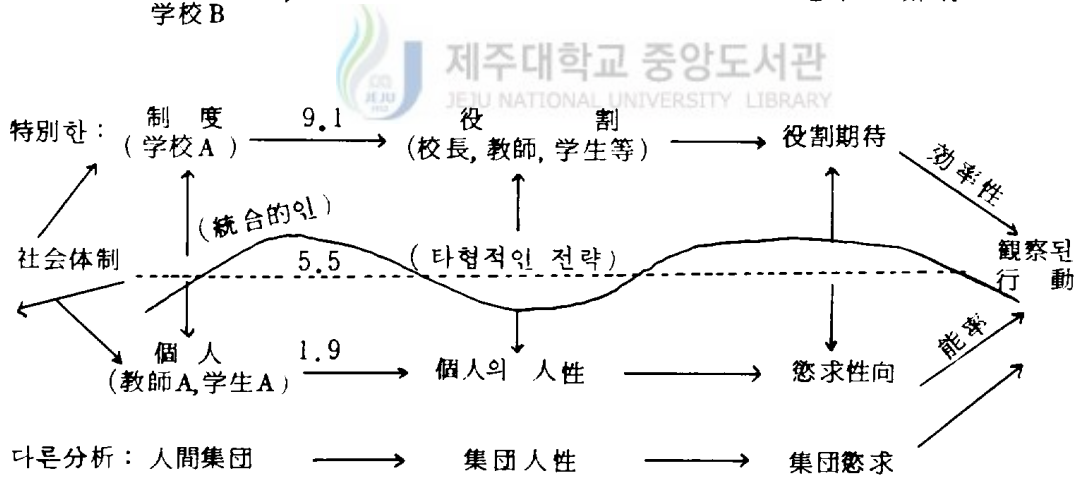 学校B
제주대학교 중앙도서관
JEJU NATIONAL UNIVERSITY LIBRARY
特別한 : 制度 9.1 役割 役割期待
(学校A) (校長, 教師, 学生等)
効率性
(統合的인)
社会体制 5.5 (타협적인 전략) 観察된
行動
能率
個人 1.9 個人의 人性 慾求性向
(教師A,学生A)
다른分析 : 人間集団 集団人性 集団慾求